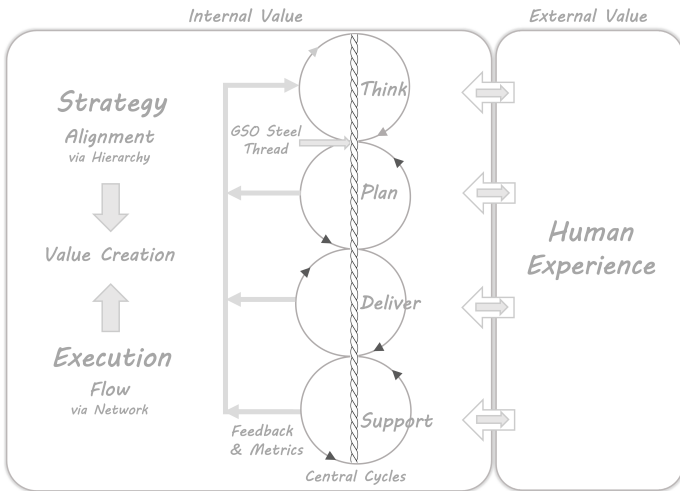 Internal Value
External Value
Strategy
Alignment
via Hierarchy
Value Creation
Execution
Flow
via Network
GSO Steel
Thread
Think
Plan
Deliver
Support
Feedback
& Metrics
Central Cycles
Human
Experience